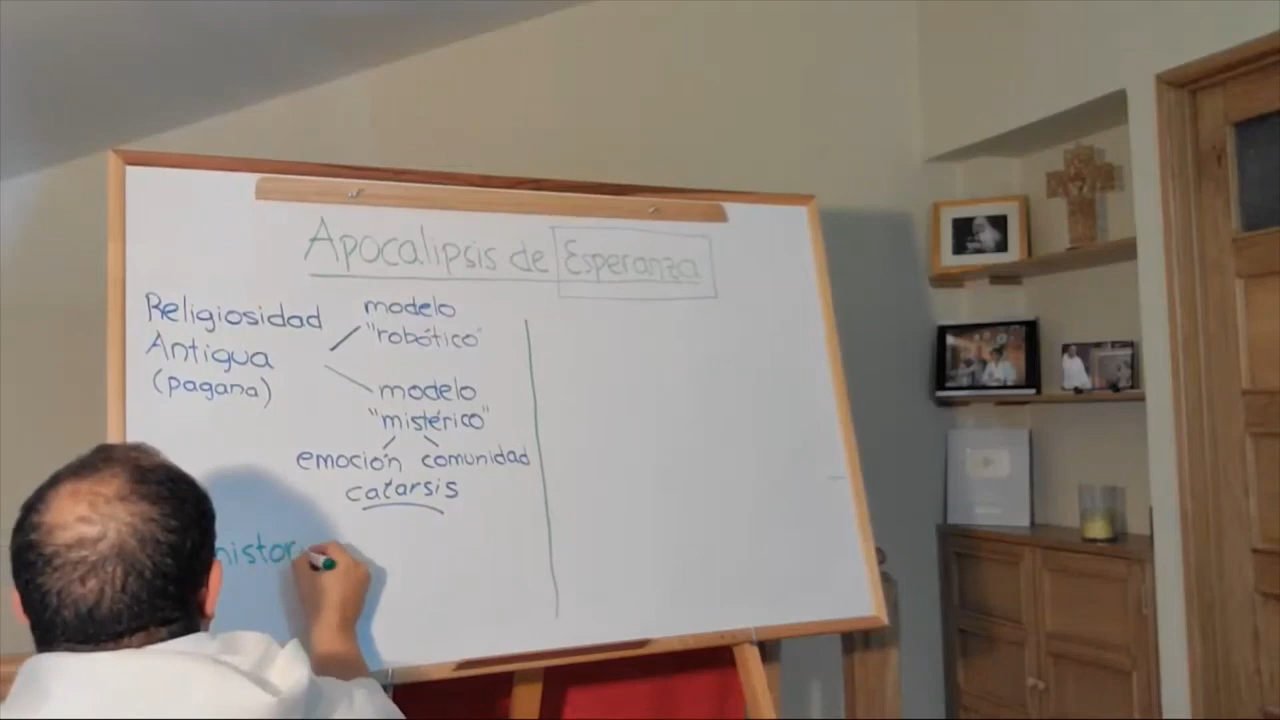 Apocalipsis de Esperanza
Religiosidad
Antigua
(pagana)
modelo
"robótico"
modelo
"mistérico"
emoción comunidad
catarsis
histor